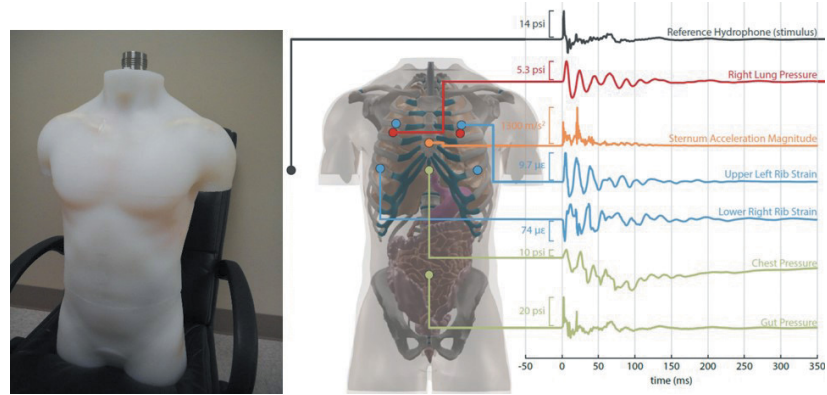 14 psi
Reference Hydrophone (stimulus)
5.3 psi
Right Lung Pressure
1500 m/s²
Sternum Acceleration Magnitude
9.7 µε
Upper Left Rib Strain
Lower Right Rib Strain
74 µε
10 psi
Chest Pressure
20 psi
Gut Pressure
-50 0 50 100 150 200 250 300 350
time (ms)